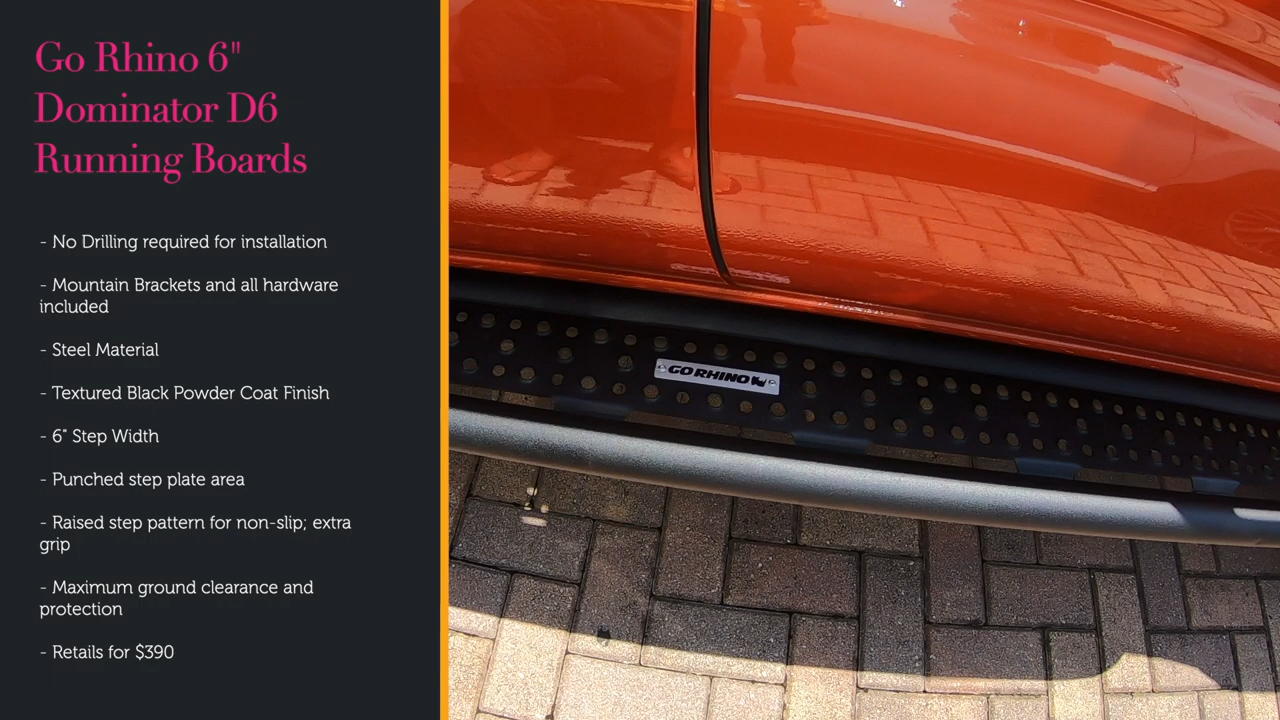 Go Rhino 6"
Dominator D6
Running Boards
- No Drilling required for installation
- Mountain Brackets and all hardware
included
- Steel Material
- Textured Black Powder Coat Finish
- 6" Step Width
- Punched step plate area
- Raised step pattern for non-slip; extra
grip
- Maximum ground clearance and
protection
- Retails for $390
GO RHINO